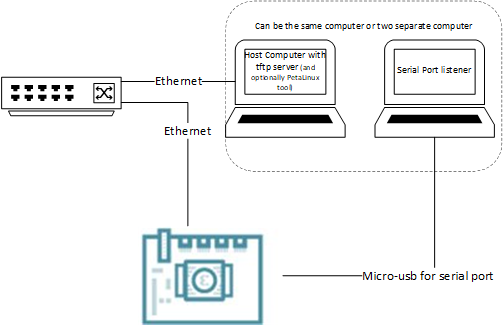 Can be the same computer or two separate computer
Host Computer with
tftp server (and
optionally PetaLinux
tool)
Serial Port listener
Ethernet
Ethernet
Micro-usb for serial port